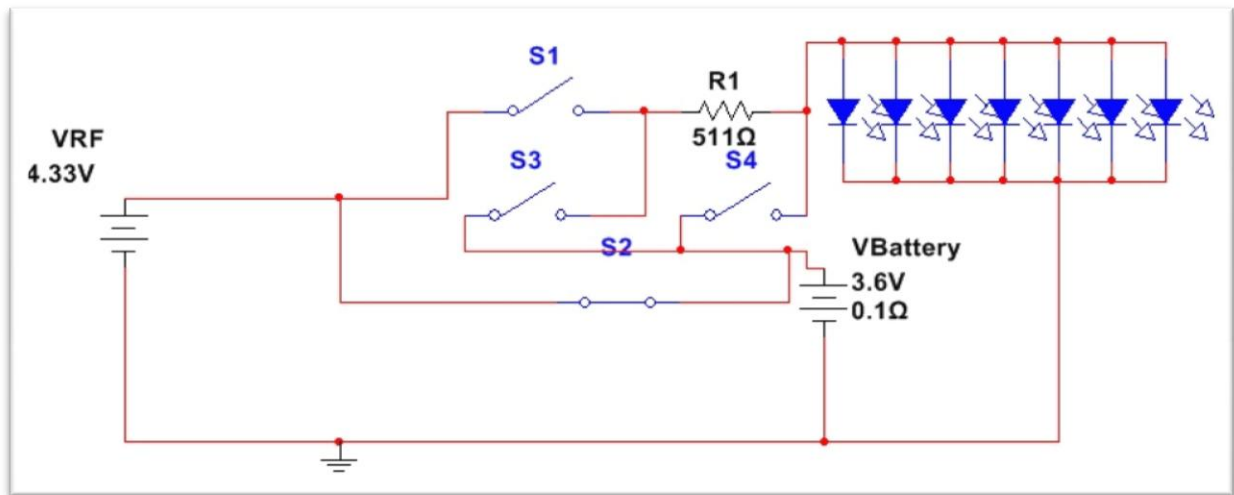 S1
R1
511Ω
VRF
4.33V
S3
S4
S2
VBattery
3.6V
0.1Ω